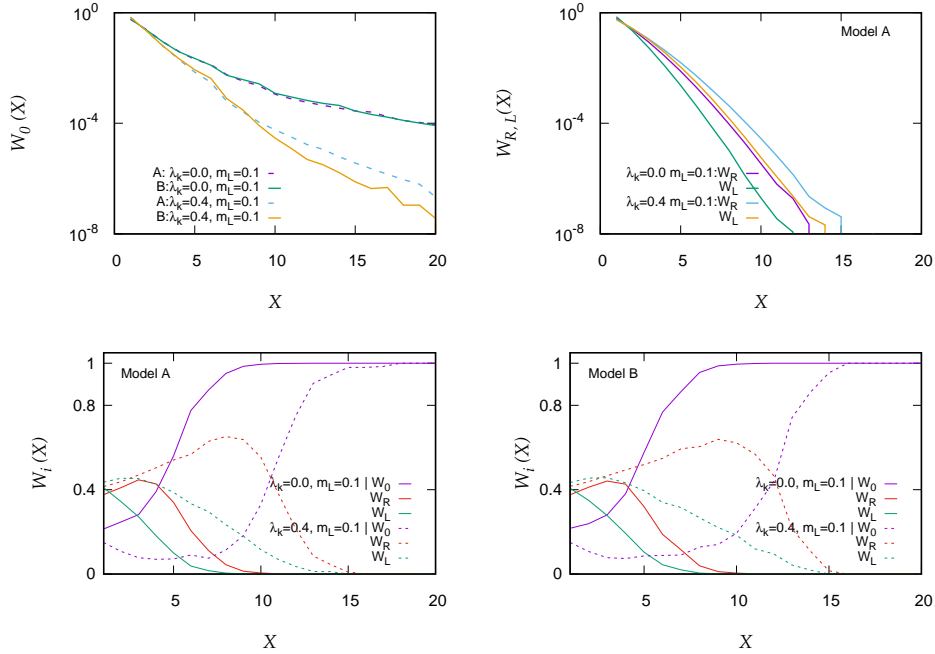 10^0
10^-4
10^-8
W_0(X)
A: λ_k=0.0, m_L=0.1
B:λ_k=0.0, m_L=0.1
A:λ_k=0.4, m_L=0.1
B:λ_k=0.4, m_L=0.1
0 5 10 15 20
X
10^0
10^-4
10^-8
W_R,L(X)
Model A
λ_k=0.0 m_L=0.1:W_R
W_L
λ_k=0.4 m_L=0.1:W_R
W_L
0 5 10 15 20
X
1
0.8
0.4
0
W_i(X)
Model A
λ_k=0.0, m_L=0.1 | W_0
W_R
W_L
λ_k=0.4, m_L=0.1 | W_0
W_R
W_L
5 10 15 20
X
1
0.8
0.4
0
W_i(X)
Model B
λ_k=0.0, m_L=0.1 | W_0
W_R
W_L
λ_k=0.4, m_L=0.1 | W_0
W_R
W_L
5 10 15 20
X